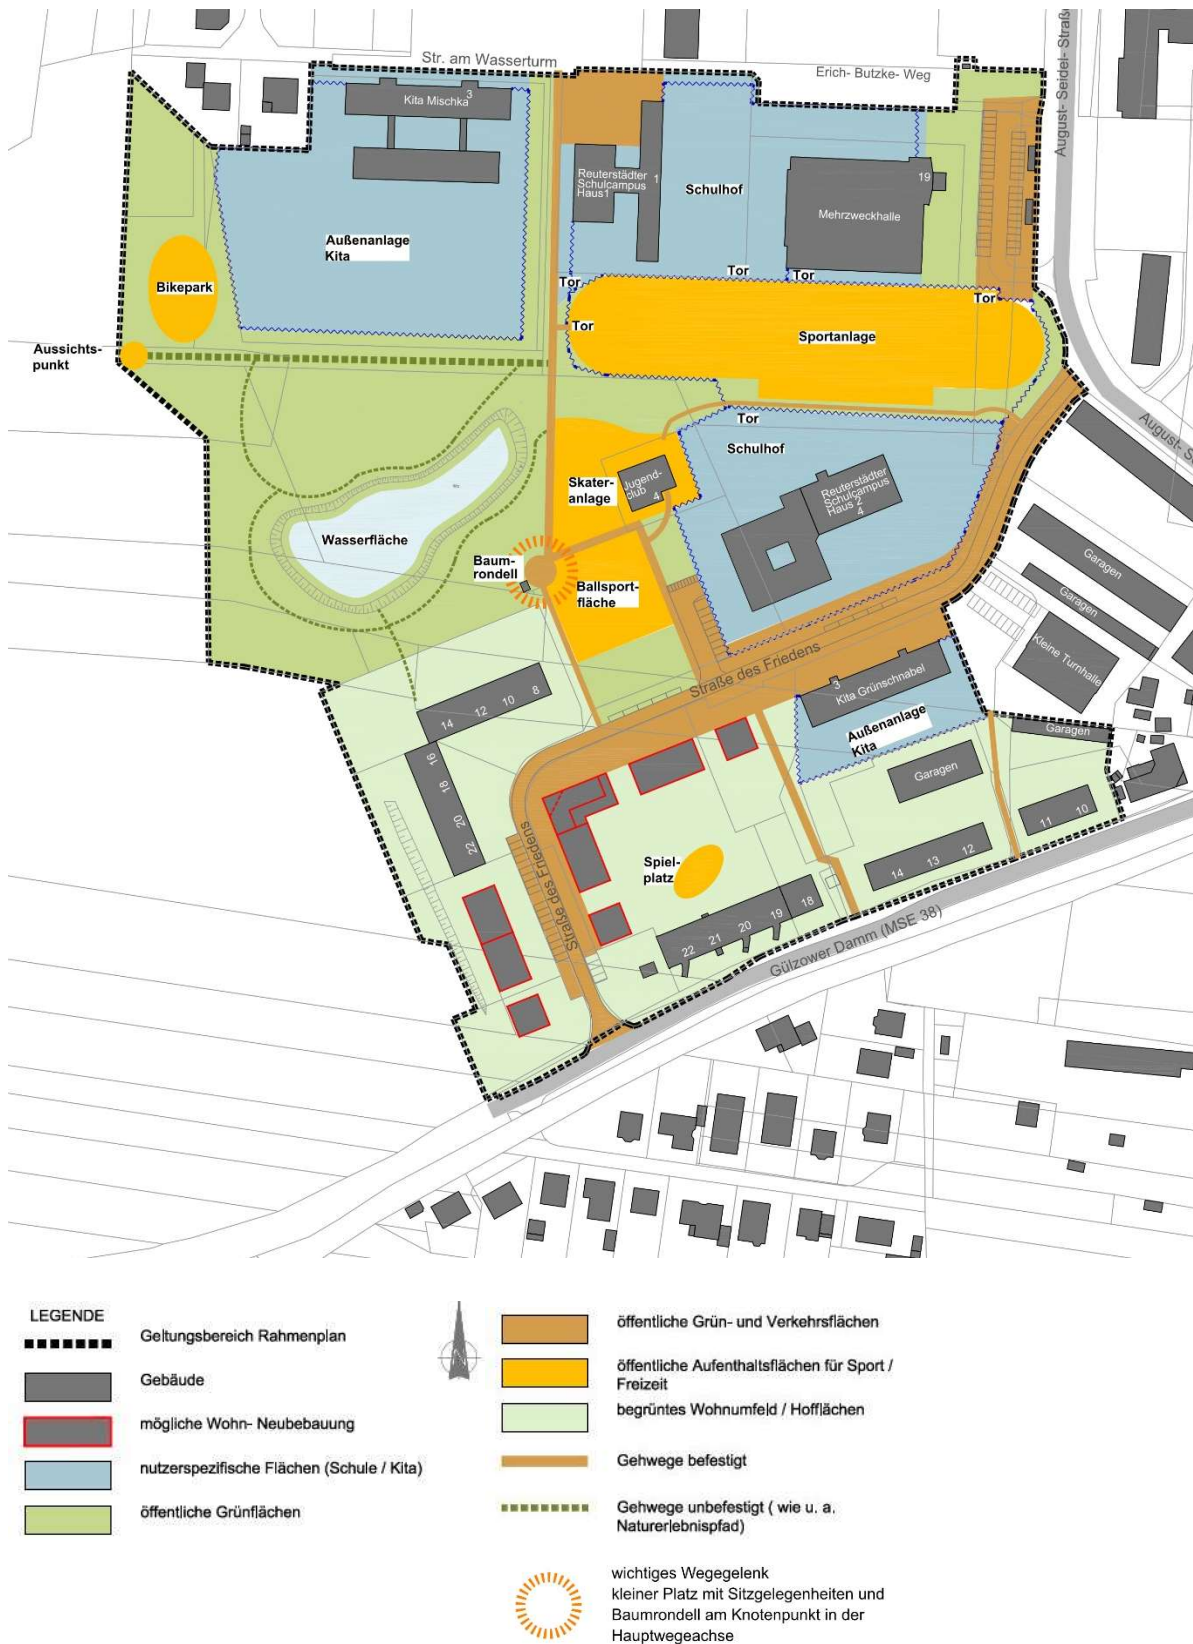 Str. am Wasserturm
Erich- Butzke- Weg
August- Seidel- Straße
Kita Mischka
3
Reuterstädter
Schulcampus
Haus1
1
Schulhof
19
Mehrzweckhalle
Außenanlage
Kita
Bikepark
Tor
Tor
Tor
Tor
Tor
Sportanlage
Aussichts-
punkt
Tor
Schulhof
August- S
Skater-
anlage
Jugend-
club
4
Reuterstädter
Schulcampus
Haus 2
4
Wasserfläche
Baum-
rondell
Ballsport-
fläche
Garagen
Garagen
Kleine Turnhalle
Straße des Friedens
3
Kita Grünschnabel
Außenanlage
Kita
Garagen
14 12 10 8
16
18
20
22
Garagen
11 10
14 13 12
Straße des Friedens
Spiel-
platz
22 21 20 19 18
Gülzower Damm (MSE 38)
LEGENDE
Geltungsbereich Rahmenplan
Gebäude
mögliche Wohn- Neubebauung
nutzerspezifische Flächen (Schule / Kita)
öffentliche Grünflächen
N
öffentliche Grün- und Verkehrsflächen
öffentliche Aufenthaltsflächen für Sport /
Freizeit
begrüntes Wohnumfeld / Hofflächen
Gehwege befestigt
Gehwege unbefestigt ( wie u. a.
Naturerlebnispfad)
wichtiges Wegegelenk
kleiner Platz mit Sitzgelegenheiten und
Baumrondell am Knotenpunkt in der
Hauptwegeachse